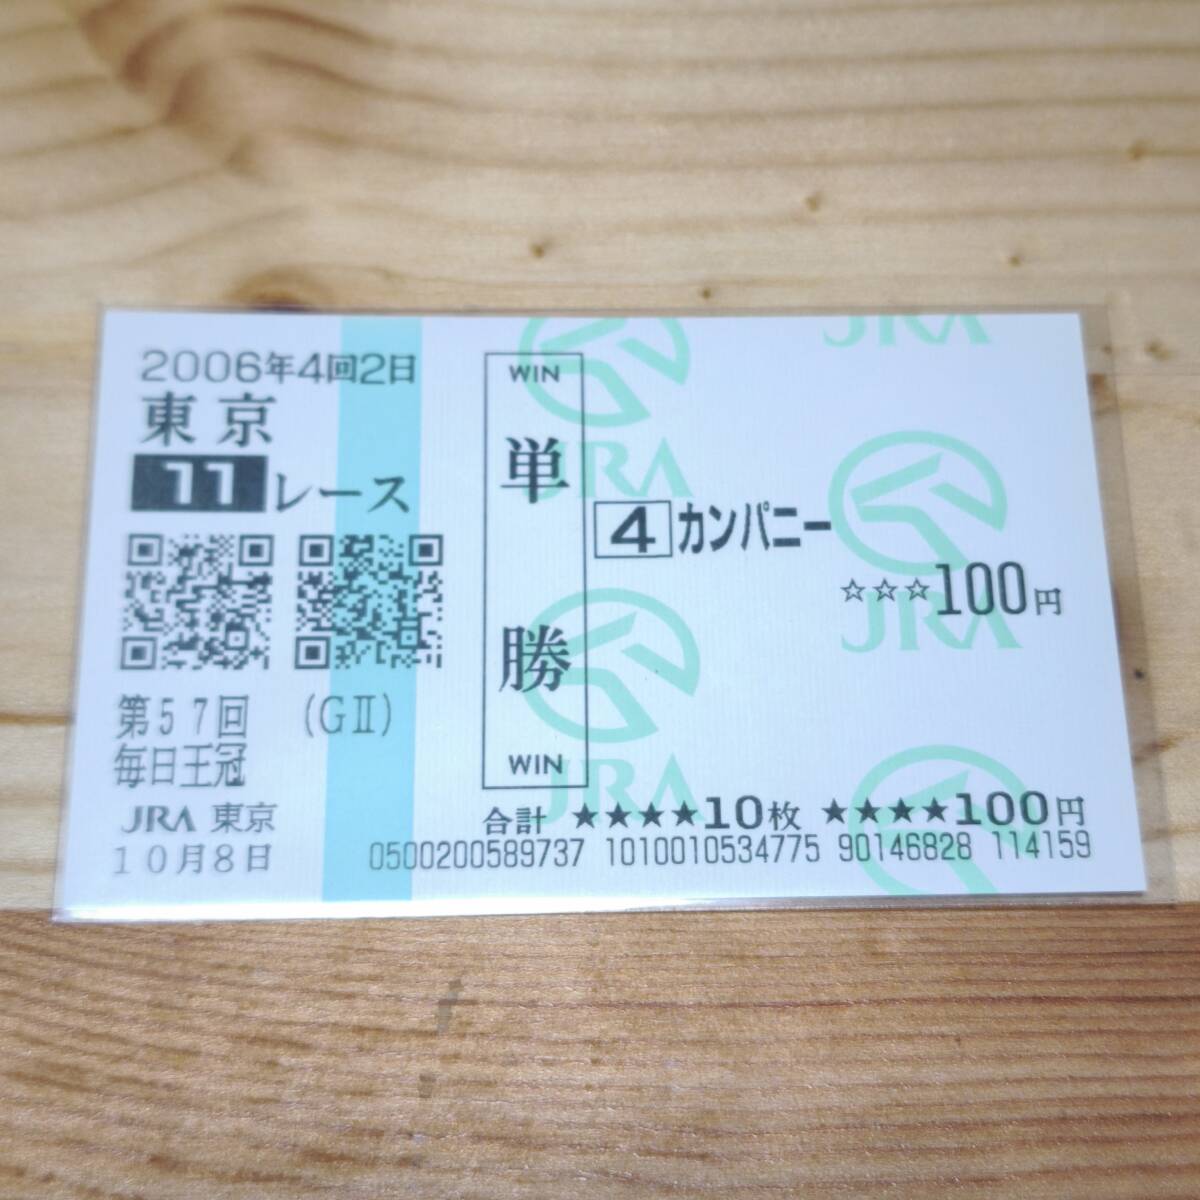 2006年4回2日
東京
11レース
第57回 (GⅡ)
毎日王冠
JRA 東京
10月8日
WIN
単勝
WIN
4 カンパニー
☆☆☆100円
合計 ★★★★10枚 ★★★★100円
0500200589737 1010010534775 90146828 114159
JRA
JRA
JRA
JRA